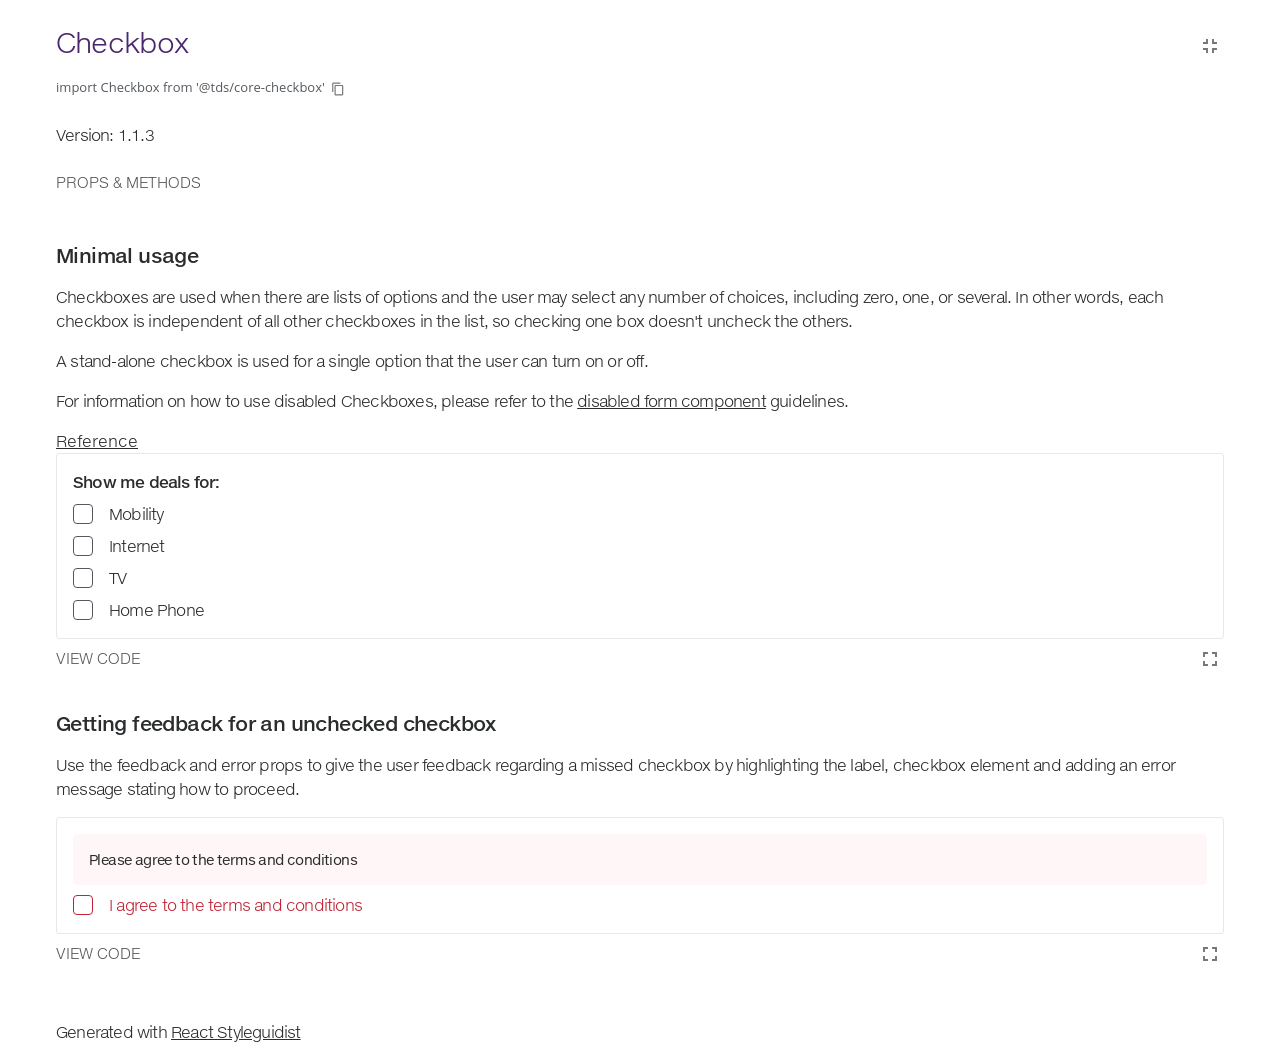 Checkbox
import Checkbox from '@tds/core-checkbox'
Version: 1.1.3
PROPS & METHODS
Minimal usage
Checkboxes are used when there are lists of options and the user may select any number of choices, including zero, one, or several. In other words, each
checkbox is independent of all other checkboxes in the list, so checking one box doesn't uncheck the others.
A stand-alone checkbox is used for a single option that the user can turn on or off.
For information on how to use disabled Checkboxes, please refer to the disabled form component guidelines.
Reference
Show me deals for:
Mobility
Internet
TV
Home Phone
VIEW CODE
Getting feedback for an unchecked checkbox
Use the feedback and error props to give the user feedback regarding a missed checkbox by highlighting the label, checkbox element and adding an error
message stating how to proceed.
Please agree to the terms and conditions
I agree to the terms and conditions
VIEW CODE
Generated with React Styleguidist